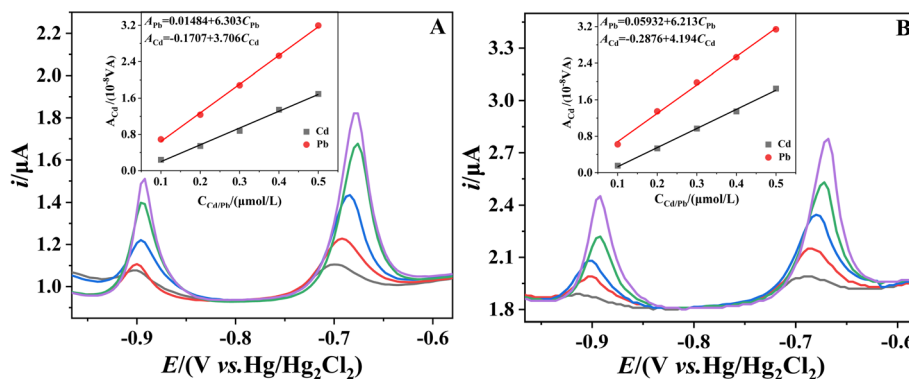 A
A_Pb=0.01484+6.303C_Pb
A_Cd=-0.1707+3.706C_Cd
A_Cd /(10⁻⁸VA)
3.2
2.4
1.6
0.8
0.0
Cd
Pb
0.1 0.2 0.3 0.4 0.5
C_Cd/Pb/(μmol/L)
i/μA
2.2
2.0
1.8
1.6
1.4
1.2
1.0
-0.9 -0.8 -0.7 -0.6
E/(V vs.Hg/Hg₂Cl₂)
B
A_Pb=0.05932+6.213C_Pb
A_Cd=-0.2876+4.194C_Cd
A_Cd /(10⁻⁸VA)
3.6
3.0
2.4
1.8
1.2
0.6
0.0
Cd
Pb
0.1 0.2 0.3 0.4 0.5
C_Cd/Pb/(μmol/L)
i/μA
3.3
3.0
2.7
2.4
2.1
1.8
-0.9 -0.8 -0.7 -0.6
E/(V vs.Hg/Hg₂Cl₂)